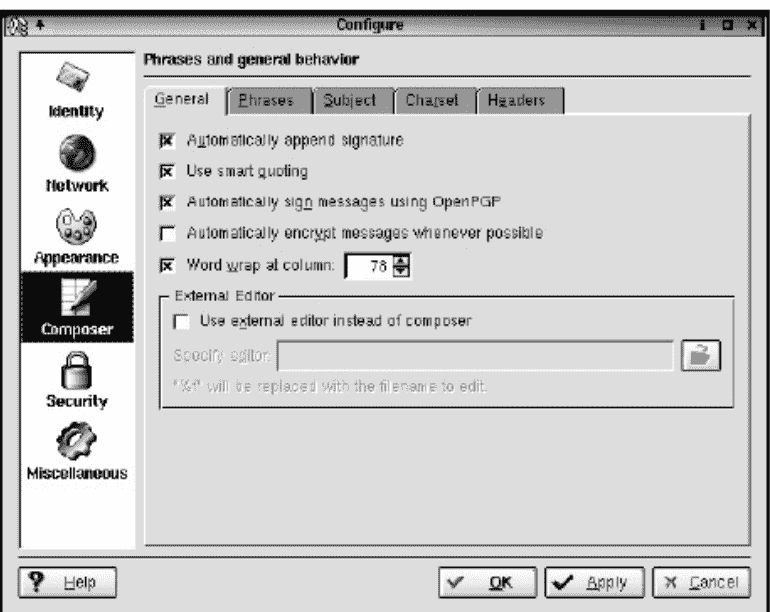 Configure
Identity
Network
Appearance
Composer
Security
Miscellaneous
Phrases and general behavior
General Phrases Subject Charset Headers
Automatically append signature
Use smart quoting
Automatically sign messages using OpenPGP
Automatically encrypt messages whenever possible
Word wrap at column: 78
External Editor
Use external editor instead of composer
Specify editor:
"%f" will be replaced with the filename to edit.
? Help
OK
Apply
Cancel